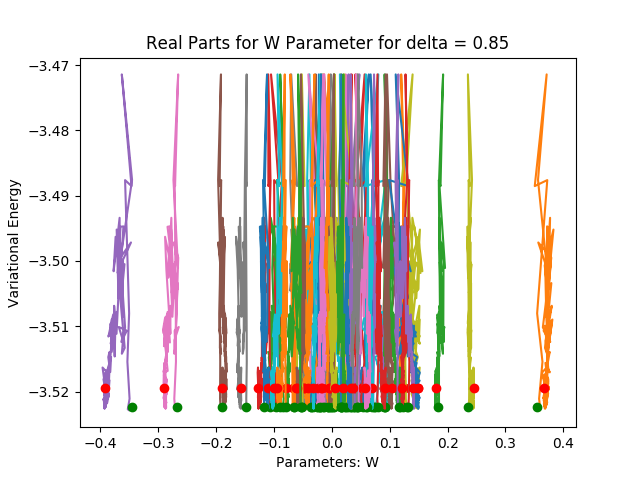 Real Parts for W Parameter for delta = 0.85
−3.47
−3.48
−3.49
−3.50
−3.51
−3.52
Variational Energy
−0.4 −0.3 −0.2 −0.1 0.0 0.1 0.2 0.3 0.4
Parameters: W